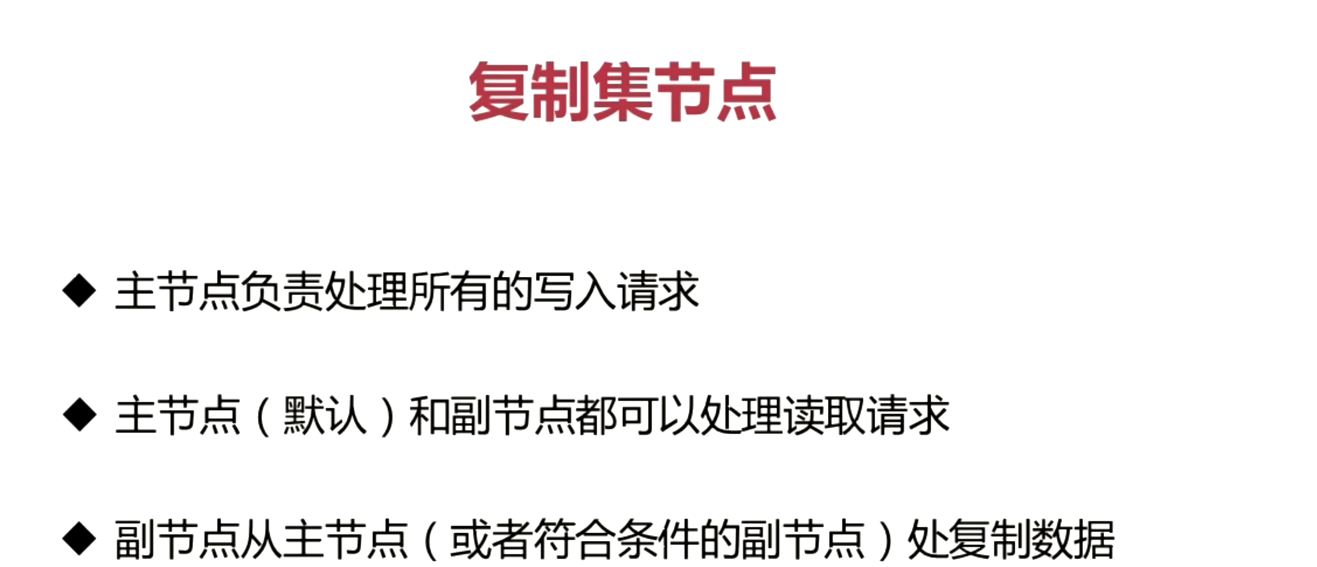 复制集节点
◆ 主节点负责处理所有的写入请求
◆ 主节点（默认）和副节点都可以处理读取请求
◆ 副节点从主节点（或者符合条件的副节点）处复制数据